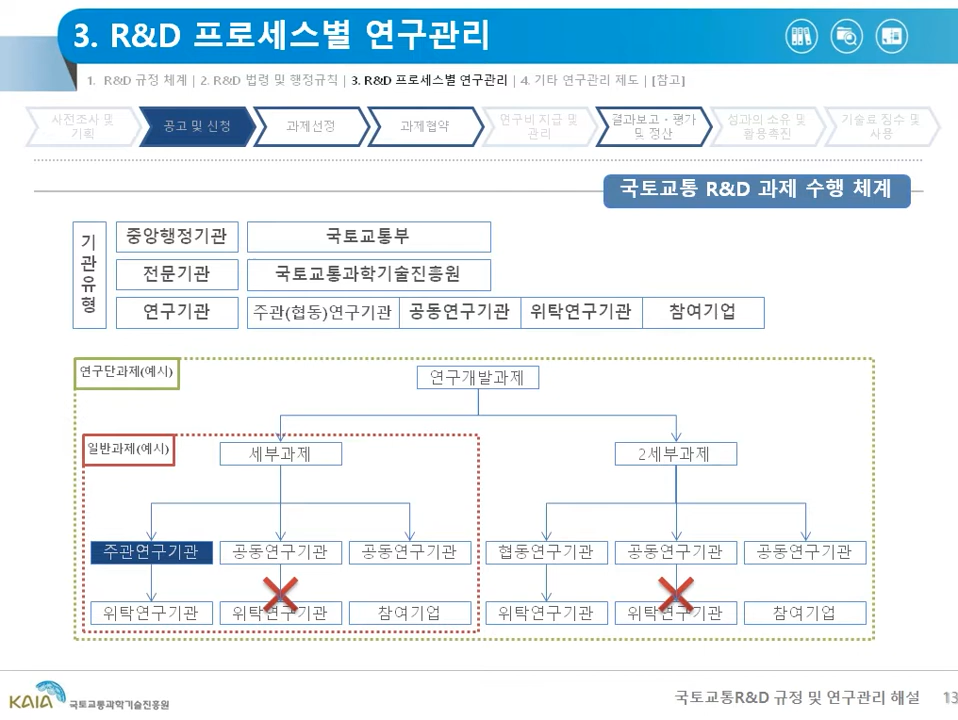 3. R&D 프로세스별 연구관리
1. R&D 규정 체계 | 2. R&D 법령 및 행정규칙 | 3. R&D 프로세스별 연구관리 | 4. 기타 연구관리 제도 | [참고]
사전조사 및
기획
공고 및 신청
과제선정
과제협약
연구비 지급 및
관리
결과보고·평가
및 정산
성과의 소유 및
활용촉진
기술료 징수 및
사용
국토교통 R&D 과제 수행 체계
기관유형
중앙행정기관
국토교통부
전문기관
국토교통과학기술진흥원
연구기관
주관(협동)연구기관
공동연구기관
위탁연구기관
참여기업
연구단과제(예시)
연구개발과제
일반과제(예시)
세부과제
2세부과제
주관연구기관
공동연구기관
공동연구기관
협동연구기관
공동연구기관
공동연구기관
위탁연구기관
위탁연구기관
참여기업
위탁연구기관
위탁연구기관
참여기업
KAIA 국토교통과학기술진흥원
국토교통R&D 규정 및 연구관리 해설
13